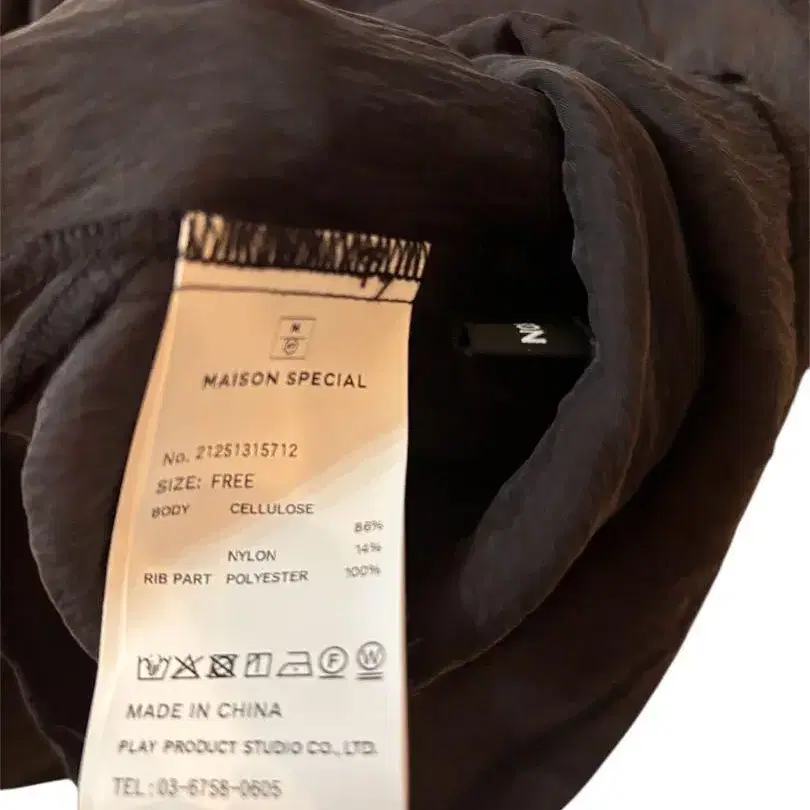 MAISON SPECIAL
No. 21251315712
SIZE: FREE
BODY CELLULOSE
86%
NYLON 14%
RIB PART POLYESTER 100%
F W
MADE IN CHINA
PLAY PRODUCT STUDIO CO., LTD.
TEL:03-6758-0605